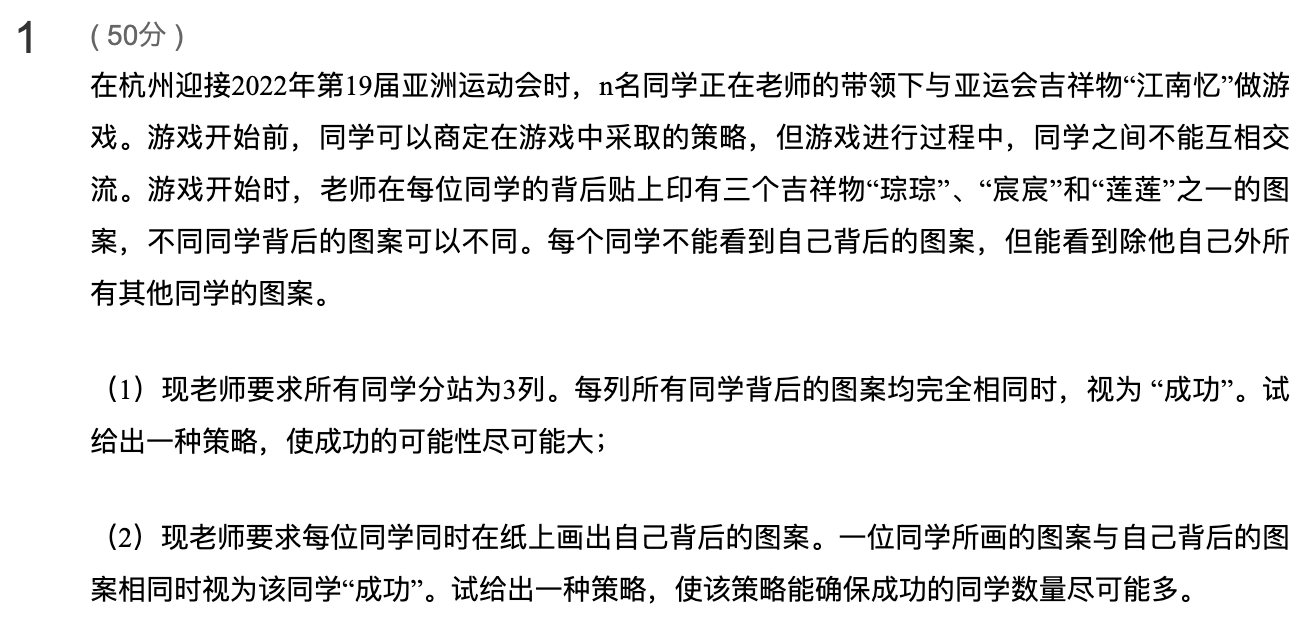 1 ( 50分 )
在杭州迎接2022年第19届亚洲运动会时，n名同学正在老师的带领下与亚运会吉祥物“江南忆”做游
戏。游戏开始前，同学可以商定在游戏中采取的策略，但游戏进行过程中，同学之间不能互相交
流。游戏开始时，老师在每位同学的背后贴上印有三个吉祥物“琮琮”、“宸宸”和“莲莲”之一的图
案，不同同学背后的图案可以不同。每个同学不能看到自己背后的图案，但能看到除他自己外所
有其他同学的图案。
（1）现老师要求所有同学分站为3列。每列所有同学背后的图案均完全相同时，视为 “成功”。试
给出一种策略，使成功的可能性尽可能大；
（2）现老师要求每位同学同时在纸上画出自己背后的图案。一位同学所画的图案与自己背后的图
案相同时视为该同学“成功”。试给出一种策略，使该策略能确保成功的同学数量尽可能多。